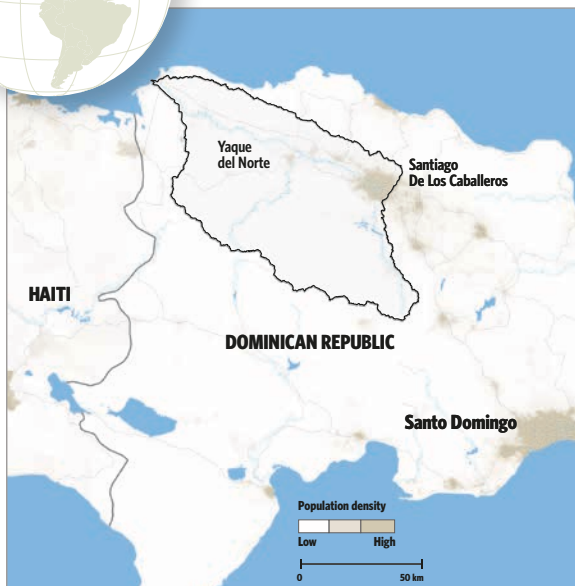 Yaque
del Norte
Santiago
De Los Caballeros
HAITI
DOMINICAN REPUBLIC
Santo Domingo
Population density
Low High
0 50 km